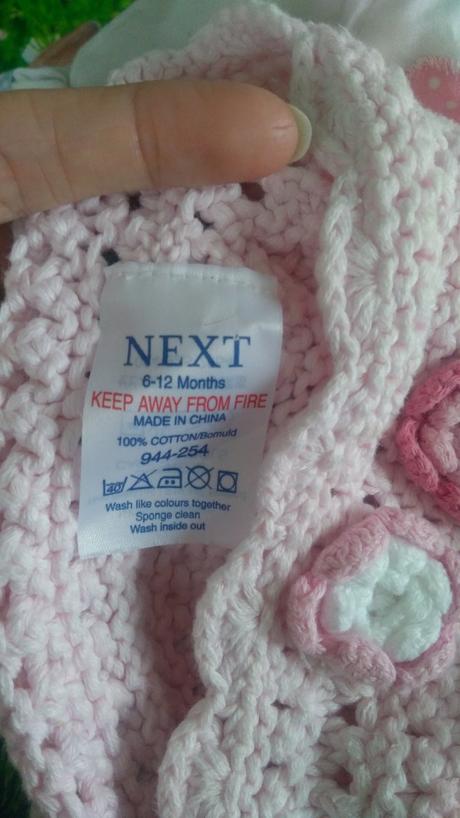 NEXT
6-12 Months
KEEP AWAY FROM FIRE
MADE IN CHINA
100% COTTON/Bomuld
944-254
40
Wash like colours together
Sponge clean
Wash inside out